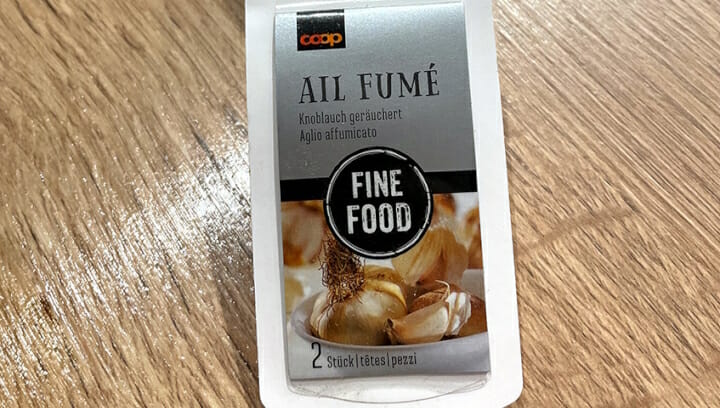 coop
AIL FUMÉ
Knoblauch geräuchert
Aglio affumicato
FINE
FOOD
2 Stück|têtes|pezzi